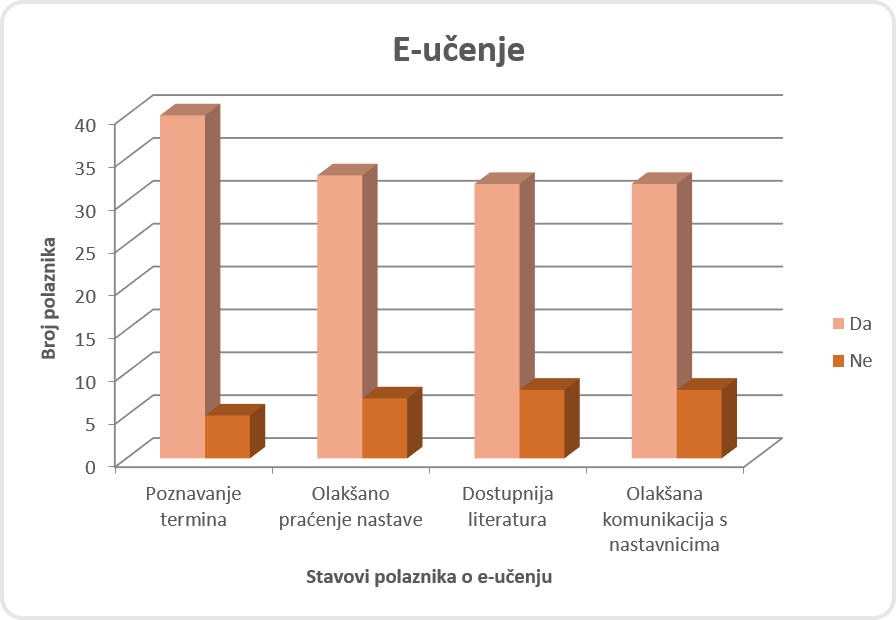 E-učenje
40
35
30
25
20
15
10
5
0
Broj polaznika
Poznavanje
termina
Olakšano
praćenje nastave
Dostupnija
literatura
Olakšana
komunikacija s
nastavnicima
Stavovi polaznika o e-učenju
Da
Ne